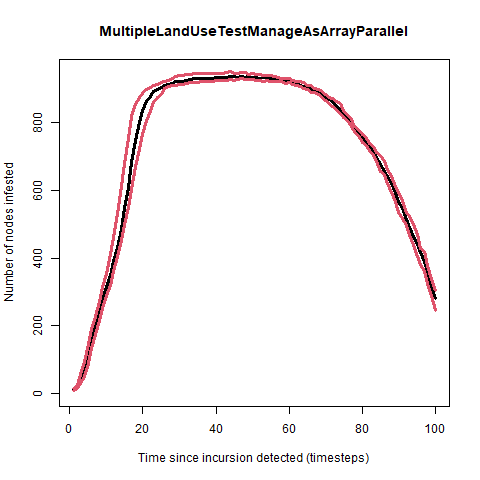 MultipleLandUseTestManageAsArrayParallel
Number of nodes infested
800
600
400
200
0
0 20 40 60 80 100
Time since incursion detected (timesteps)